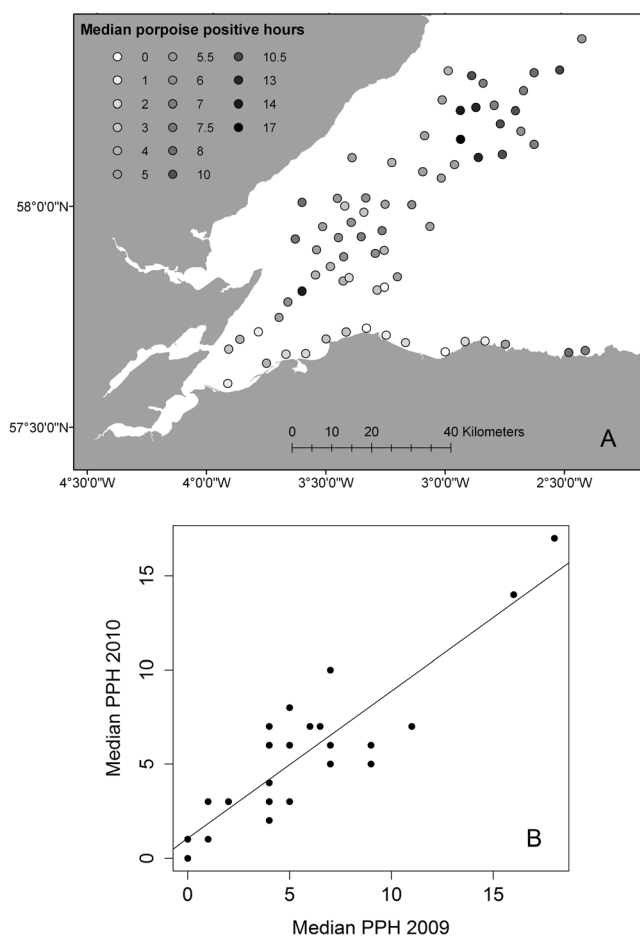 Median porpoise positive hours
0 5.5 10.5
1 6 13
2 7 14
3 7.5 17
4 8
5 10
58°0'0"N
57°30'0"N
0 10 20 40 Kilometers
A
4°30'0"W 4°0'0"W 3°30'0"W 3°0'0"W 2°30'0"W
15
10
5
0
Median PPH 2010
B
0 5 10 15
Median PPH 2009